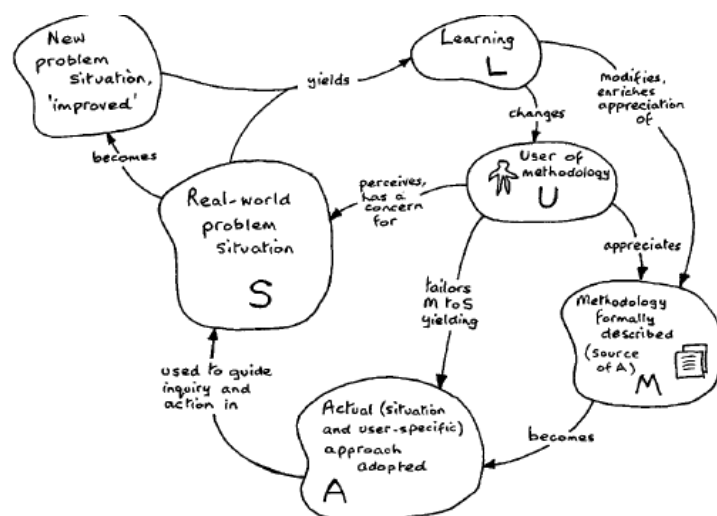 New
problem
situation,
'improved'
yields
Learning
L
modifies,
enriches
appreciation
of
changes
becomes
User of
methodology
U
perceives,
has a
concern
for
Real-world
problem
situation
S
appreciates
tailors
M to S
yielding
Methodology
formally
described
(source
of A)
M
used to guide
inquiry and
action in
Actual (situation
and user-specific)
approach
adopted
A
becomes